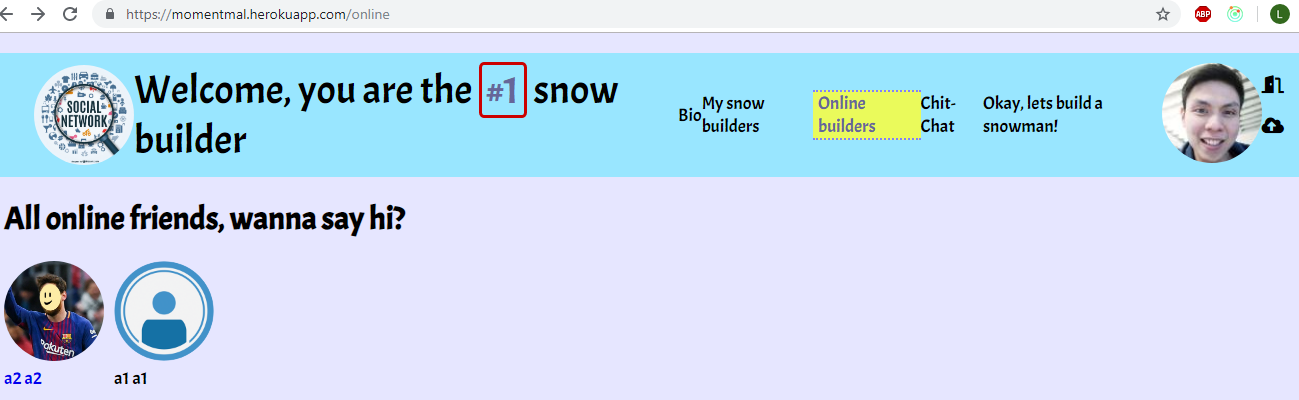 https://momentmal.herokuapp.com/online
ABP
L
SOCIAL
NETWORK
Welcome, you are the #1 snow
builder
Bio
My snow
builders
Online
builders
Chit-
Chat
Okay, lets build a
snowman!
All online friends, wanna say hi?
Rakuten
a2 a2
a1 a1